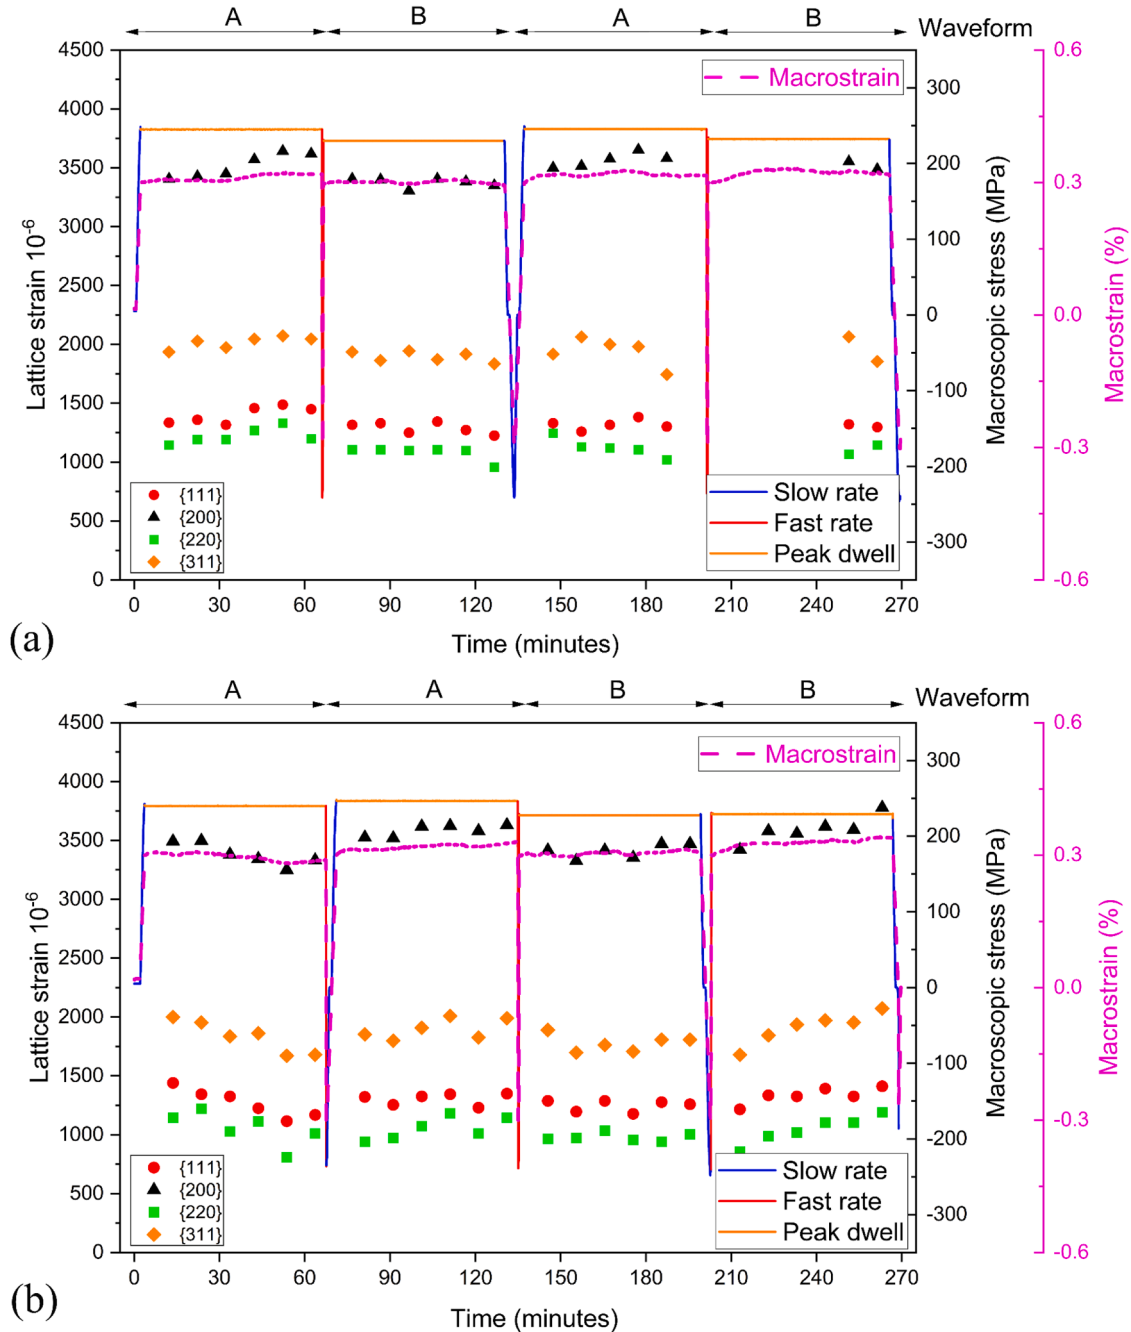 A B A B Waveform
4500 4000 3500 3000 2500 2000 1500 1000 500 0
Lattice strain 10-6
300 200 100 0 -100 -200 -300
Macroscopic stress (MPa)
0.6 0.3 0.0 -0.3 -0.6
Macrostrain (%)
Macrostrain
{111}
{200}
{220}
{311}
Slow rate
Fast rate
Peak dwell
0 30 60 90 120 150 180 210 240 270
Time (minutes)
(a)
A A B B Waveform
4500 4000 3500 3000 2500 2000 1500 1000 500 0
Lattice strain 10-6
300 200 100 0 -100 -200 -300
Macroscopic stress (MPa)
0.6 0.3 0.0 -0.3 -0.6
Macrostrain (%)
Macrostrain
{111}
{200}
{220}
{311}
Slow rate
Fast rate
Peak dwell
0 30 60 90 120 150 180 210 240 270
Time (minutes)
(b)